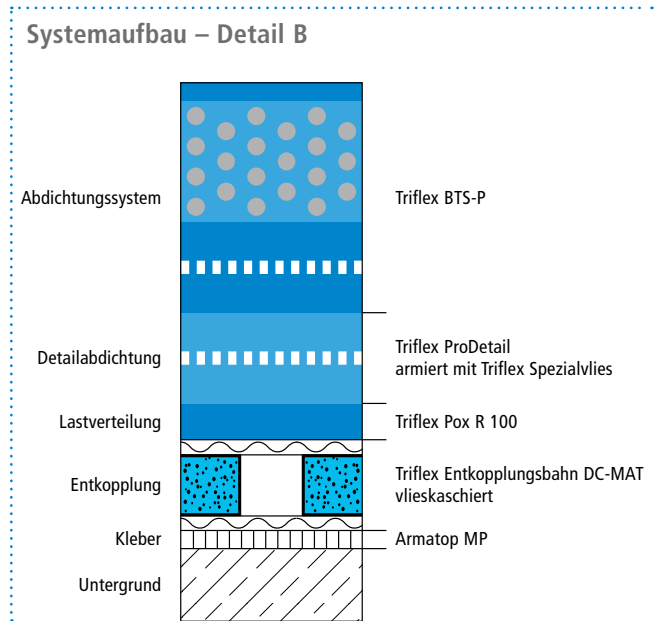 Systemaufbau – Detail B
Abdichtungssystem
Triflex BTS-P
Detailabdichtung
Triflex ProDetail
armiert mit Triflex Spezialvlies
Lastverteilung
Triflex Pox R 100
Entkopplung
Triflex Entkopplungsbahn DC-MAT
vlieskaschiert
Kleber
Armatop MP
Untergrund